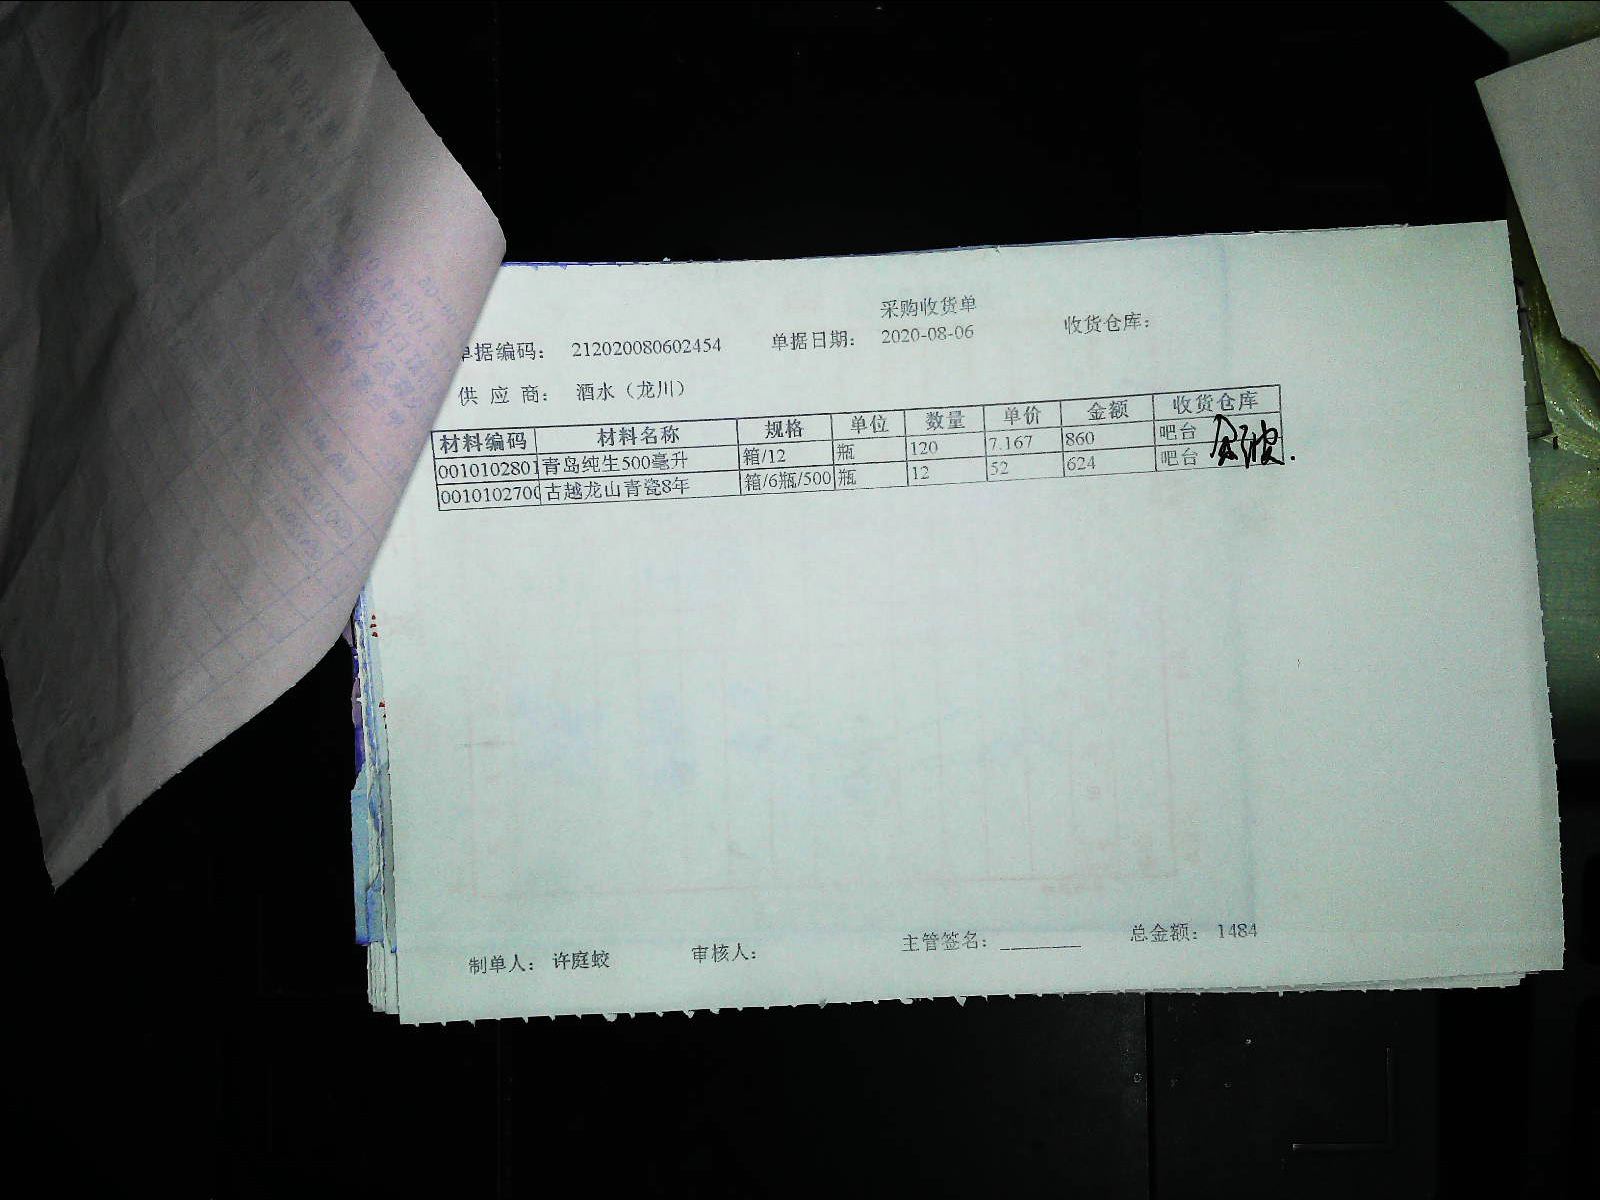 采购收货单
单据编码： 212020080602454 单据日期： 2020-08-06 收货仓库：
供 应 商： 酒水（龙川）
材料编码 材料名称 规格 单位 数量 单价 金额 收货仓库
0010102801 青岛纯生500毫升 箱/12 瓶 120 7.167 860 吧台
001010270 古越龙山青瓷8年 箱/6瓶/500 瓶 12 52 624 吧台
制单人： 许庭蛟 审核人： 主管签名：________ 总金额： 1484